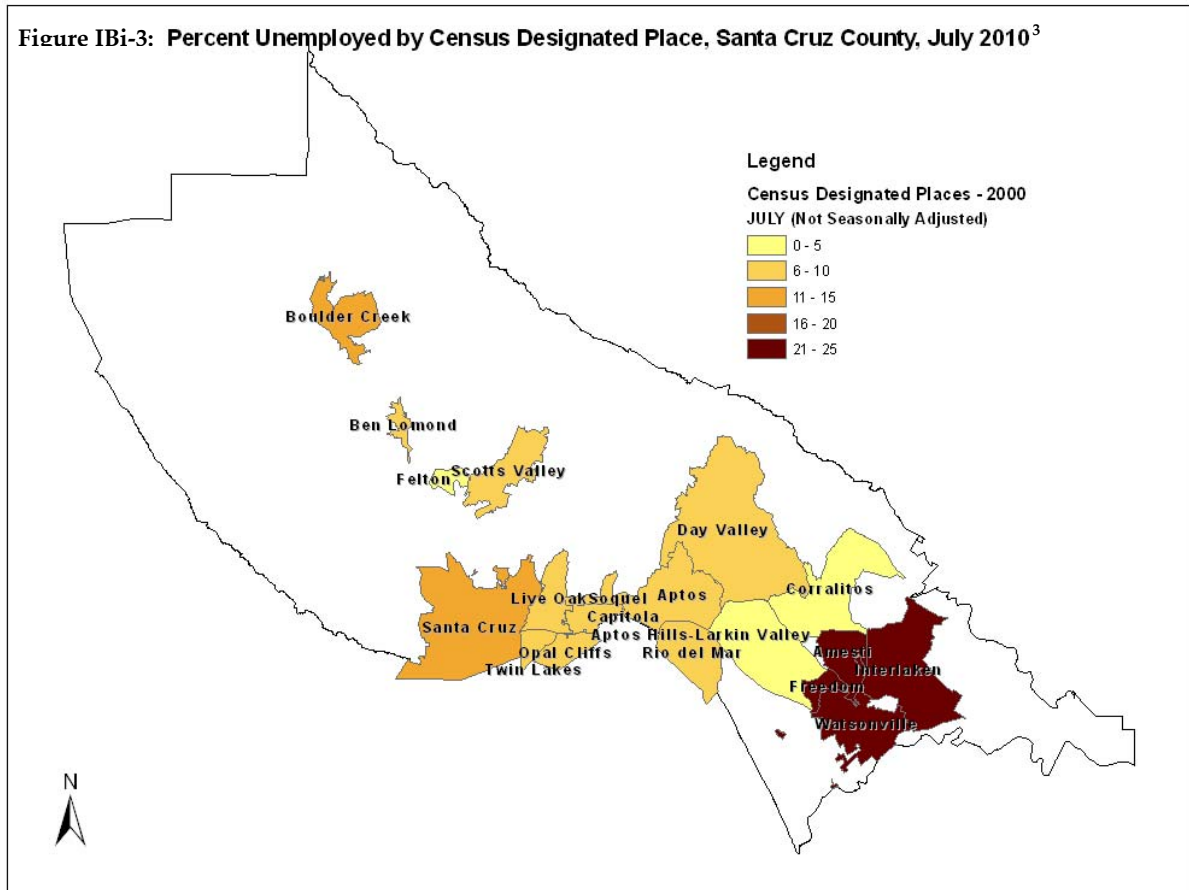 Figure IBi-3: Percent Unemployed by Census Designated Place, Santa Cruz County, July 2010³
Legend
Census Designated Places - 2000
JULY (Not Seasonally Adjusted)
0 - 5
6 - 10
11 - 15
16 - 20
21 - 25
Boulder Creek
Ben Lomond
Felton
Scotts Valley
Day Valley
Corralitos
Live Oak
Soquel
Aptos
Capitola
Santa Cruz
Aptos Hills-Larkin Valley
Opal Cliffs
Rio del Mar
Twin Lakes
Amesti
Interlaken
Freedom
Watsonville
N